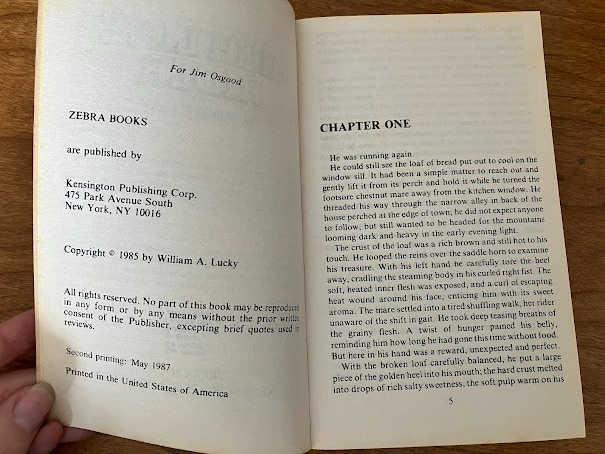 For Jim Osgood
ZEBRA BOOKS
are published by
Kensington Publishing Corp.
475 Park Avenue South
New York, NY 10016
Copyright © 1985 by William A. Lucky
All rights reserved. No part of this book may be reproduced
in any form or by any means without the prior written
consent of the Publisher, excepting brief quotes used in
reviews.
Second printing: May 1987
Printed in the United States of America
CHAPTER ONE
He was running again.
He could still see the loaf of bread put out to cool on the
window sill. It had been a simple matter to reach out and
gently lift it from its perch and hold it while he turned the
footsore chestnut mare away from the kitchen window. He
threaded his way through the narrow alley in back of the
house perched at the edge of town; he did not expect anyone
to follow, but still wanted to be headed for the mountains
looming dark and heavy in the early evening light.
The crust of the loaf was a rich brown and still hot to his
touch. He looped the reins over the saddle horn to examine
his treasure. With his left hand he carefully tore the heel
away, cradling the steaming body in his curled right fist. The
soft, heated inner flesh was exposed, and a curl of escaping
heat wound around his face, enticing him with its sweet
aroma. The mare settled into a tired shuffling walk, her rider
unaware of the shift in gait. He took deep teasing breaths of
the grainy flesh. A twist of hunger pained his belly,
reminding him how long he had gone this time without food.
But here in his hand was a reward, unexpected and perfect.
With the broken loaf carefully balanced, he put a large
piece of the golden heel into his mouth; the hard crust melted
into drops of rich salty sweetness, the soft pulp warm on his
5